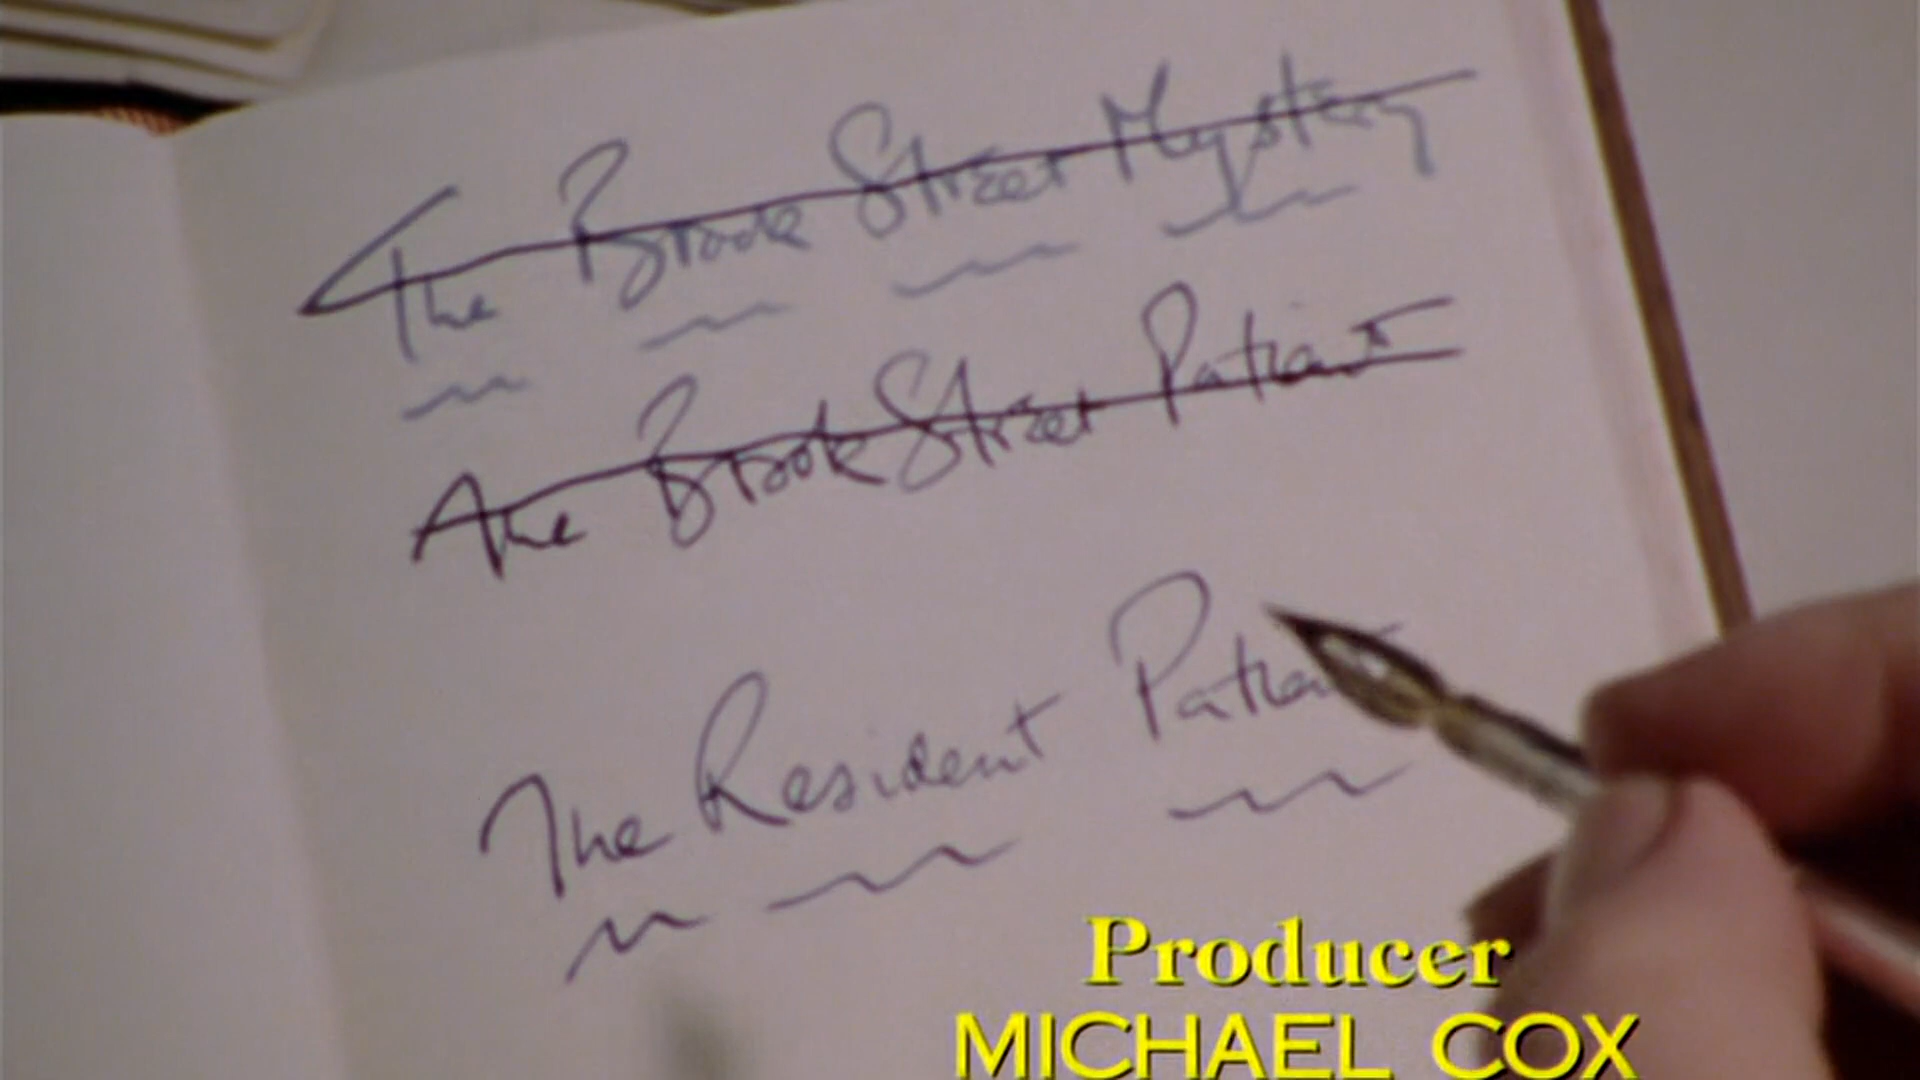 The Brook Street Mystery
The Brook Street Patient
The Resident Patient
Producer
MICHAEL COX